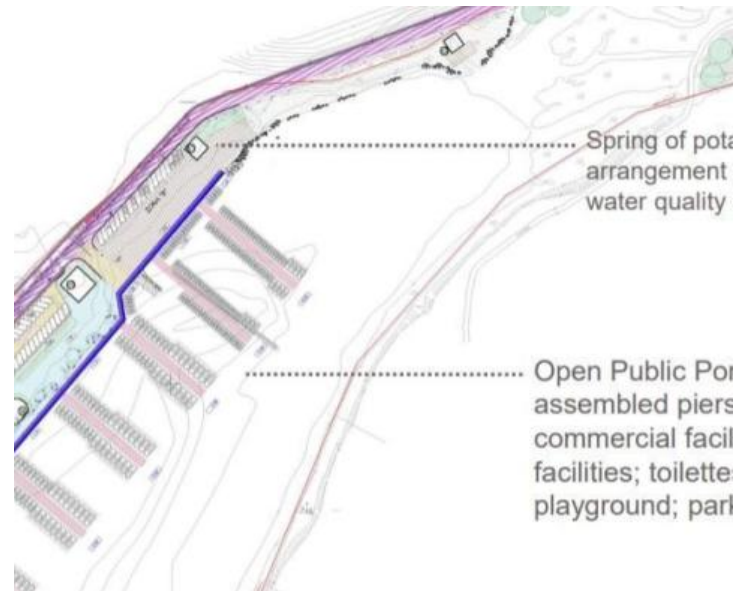 Spring of pota
arrangement
water quality
Open Public Por
assembled piers
commercial facil
facilities; toilettes
playground; park